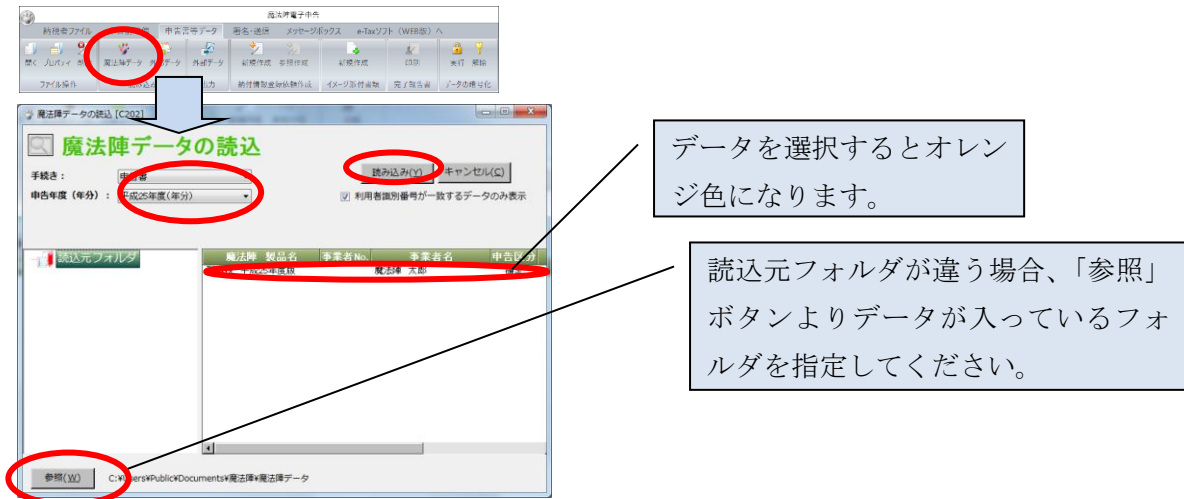 魔法陣電子申告
納税者ファイル 申告書等データ 署名・送信 メッセージボックス e-Taxソフト（WEB版）へ
開く プロパティ 魔法陣データ 外部データ 新規作成 参照作成 新規作成 印刷 実行 解除
ファイル操作 納付情報登録依頼作成 イメージ添付書類 完了報告書 データの暗号化
魔法陣データの読込 [C202]
魔法陣データの読込
手続き： 申告書
読み込み(Y) キャンセル(C)
申告年度（年分）： 平成25年度(年分)
利用者識別番号が一致するデータのみ表示
読込元フォルダ
魔法陣 製品名 事業者No. 事業者名 申告区分
平成25年度版 魔法陣 太郎
参照(W) C:¥Users¥Public¥Documents¥魔法陣¥魔法陣データ
データを選択するとオレン
ジ色になります。
読込元フォルダが違う場合、「参照」
ボタンよりデータが入っているフォ
ルダを指定してください。